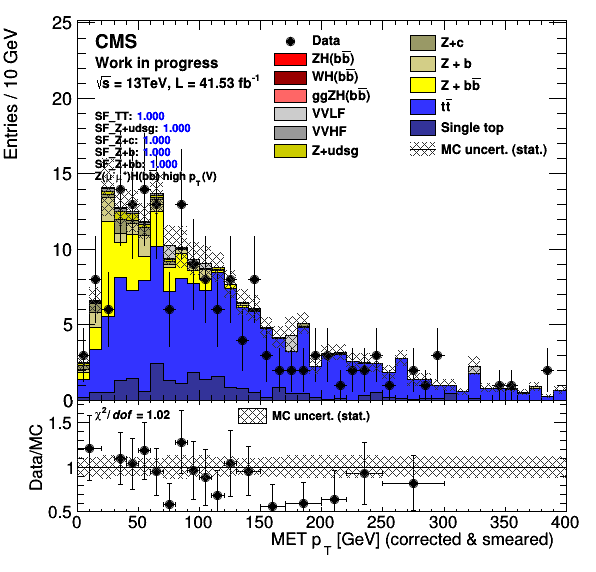 CMS
Work in progress
√s = 13TeV, L = 41.53 fb⁻¹
SF_TT: 1.000
SF_Z+udsg: 1.000
SF_Z+c: 1.000
SF_Z+b: 1.000
SF_Z+bb: 1.000
H(bb̅) high p_T (V)
Data
ZH(bb̅)
WH(bb̅)
ggZH(bb̅)
VVLF
VVHF
Z+udsg
Z+c
Z + b
Z + bb̅
tt̅
Single top
MC uncert. (stat.)
Entries / 10 GeV
25
20
15
10
5
0
χ²/ dof = 1.02
MC uncert. (stat.)
Data/MC
1.5
1
0.5
0 50 100 150 200 250 300 350 400
MET p_T [GeV] (corrected & smeared)